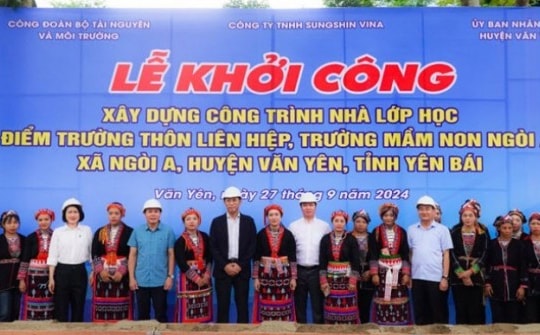 CÔNG ĐOÀN BỘ TÀI NGUYÊN
VÀ MÔI TRƯỜNG
CÔNG TY TNHH SUNGSHIN VINA
ỦY BAN NHÂN
HUYỆN VĂN
LỄ KHỞI CÔNG
XÂY DỰNG CÔNG TRÌNH NHÀ LỚP HỌC
ĐIỂM TRƯỜNG THÔN LIÊN HIỆP, TRƯỜNG MẦM NON NGÒI
XÃ NGÒI A, HUYỆN VĂN YÊN, TỈNH YÊN BÁI
Văn Yên, ngày 27 tháng 9 năm 2024